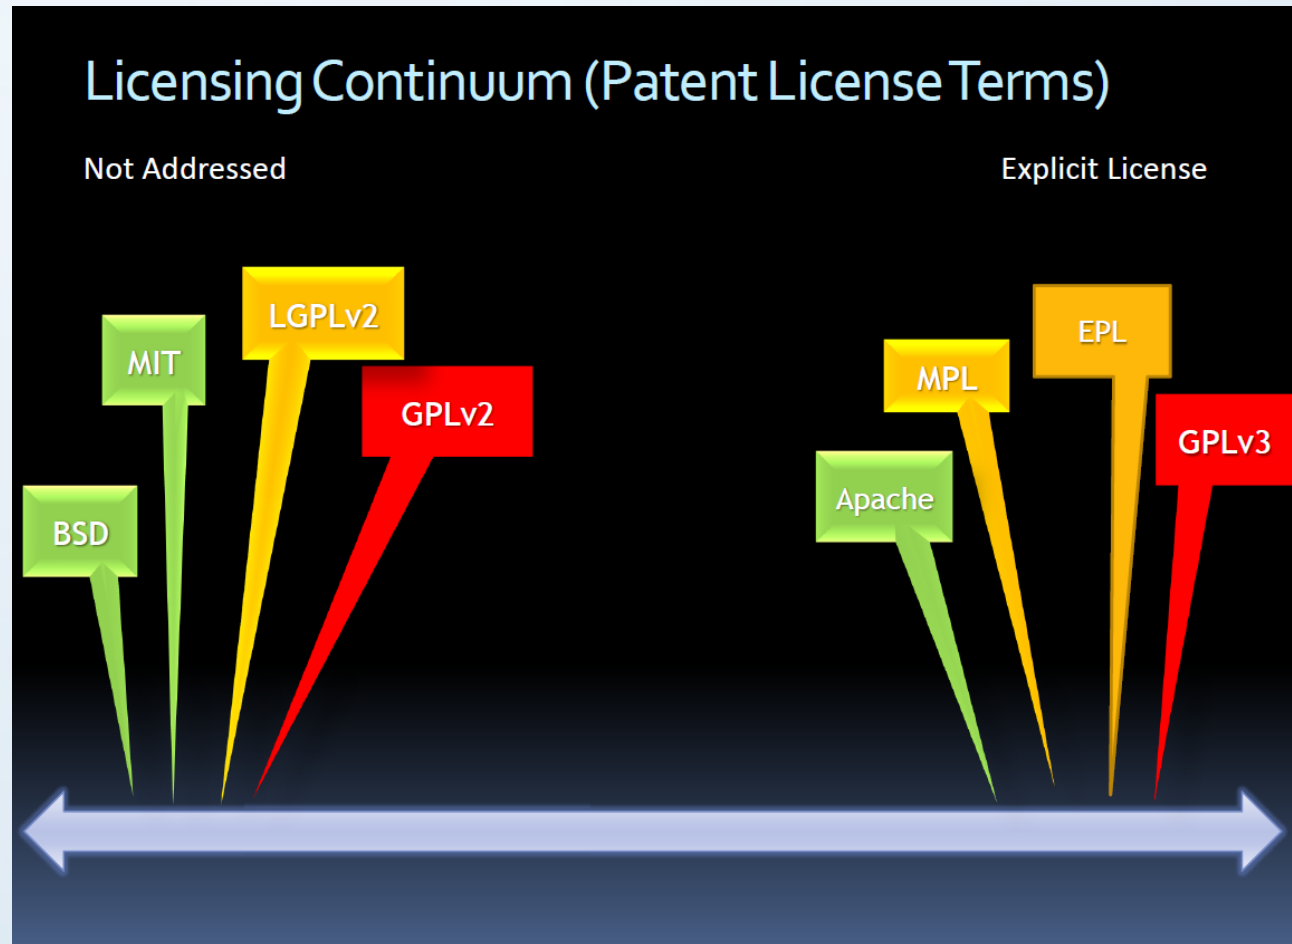 Licensing Continuum (Patent License Terms)
Not Addressed
Explicit License
LGPLv2
EPL
MIT
MPL
GPLv2
GPLv3
Apache
BSD